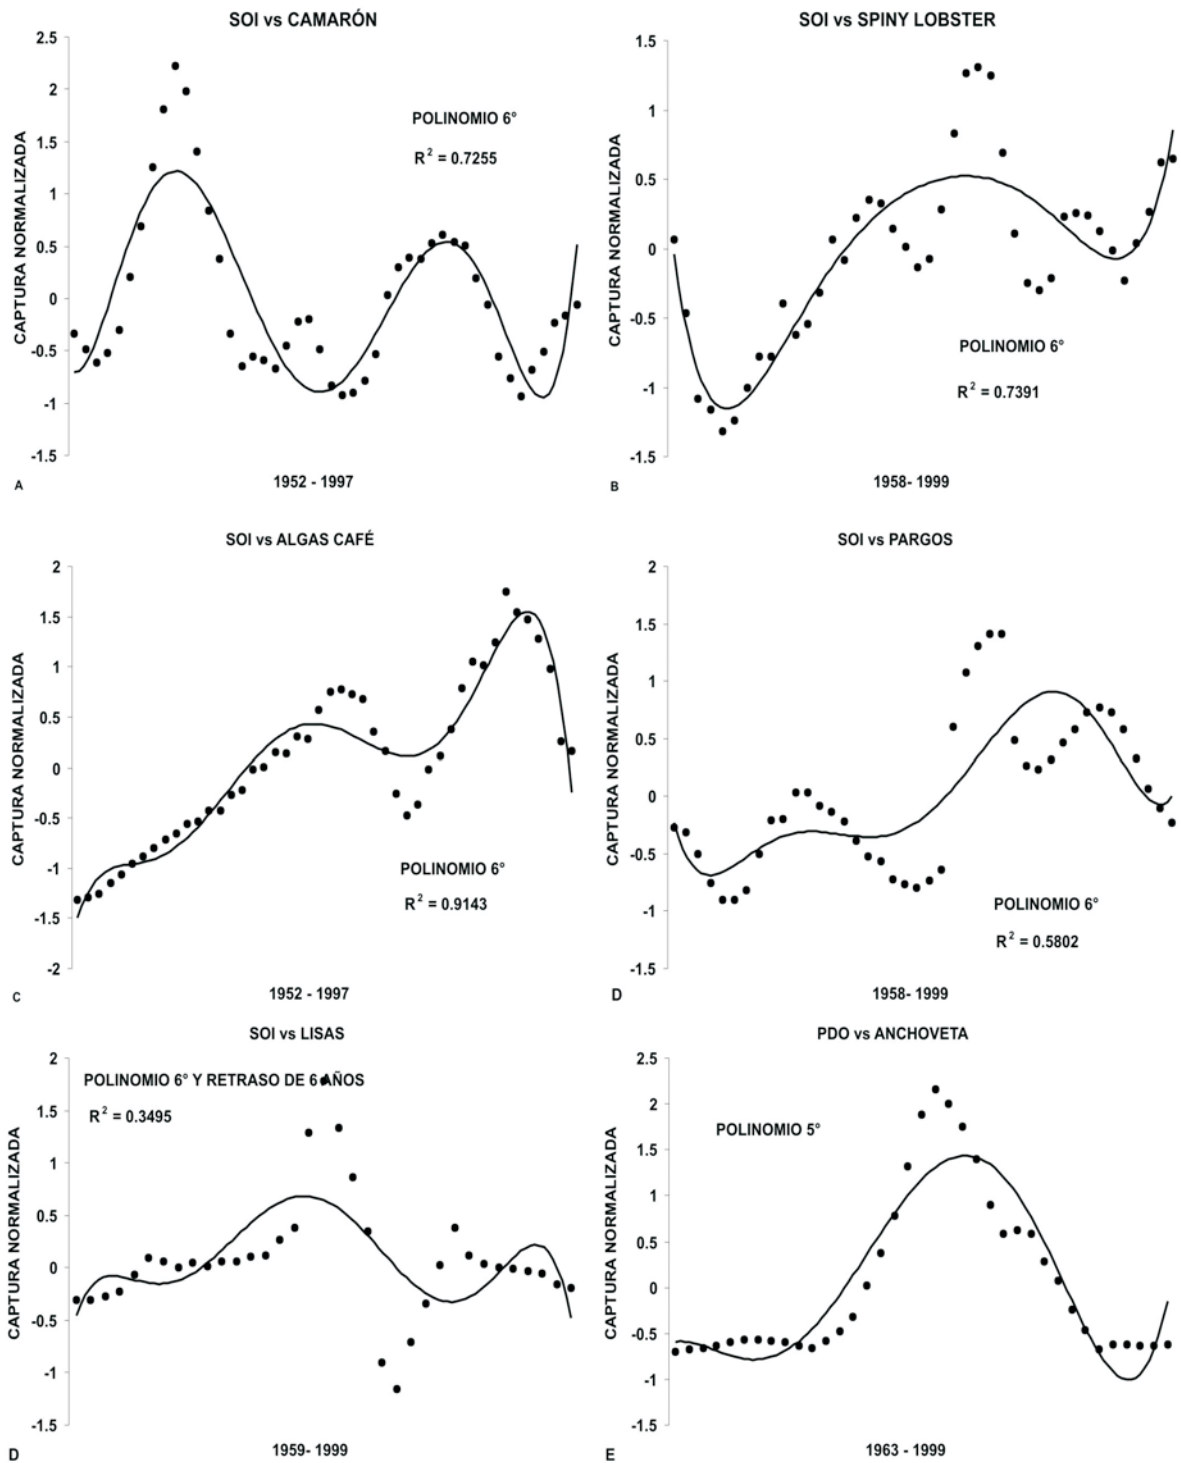 SOI vs CAMARÓN
CAPTURA NORMALIZADA
2.5
2
1.5
1
0.5
0
-0.5
-1
-1.5
POLINOMIO 6°
R² = 0.7255
A
1952 - 1997
SOI vs SPINY LOBSTER
CAPTURA NORMALIZADA
1.5
1
0.5
0
-0.5
-1
-1.5
POLINOMIO 6°
R² = 0.7391
B
1958- 1999
SOI vs ALGAS CAFÉ
CAPTURA NORMALIZADA
2
1.5
1
0.5
0
-0.5
-1
-1.5
-2
POLINOMIO 6°
R² = 0.9143
C
1952 - 1997
SOI vs PARGOS
CAPTURA NORMALIZADA
2
1.5
1
0.5
0
-0.5
-1
-1.5
POLINOMIO 6°
R² = 0.5802
D
1958- 1999
SOI vs LISAS
CAPTURA NORMALIZADA
2
1.5
1
0.5
0
-0.5
-1
-1.5
POLINOMIO 6° Y RETRASO DE 6 AÑOS
R² = 0.3495
D
1959- 1999
PDO vs ANCHOVETA
CAPTURA NORMALIZADA
2.5
2
1.5
1
0.5
0
-0.5
-1
-1.5
POLINOMIO 5°
E
1963 - 1999